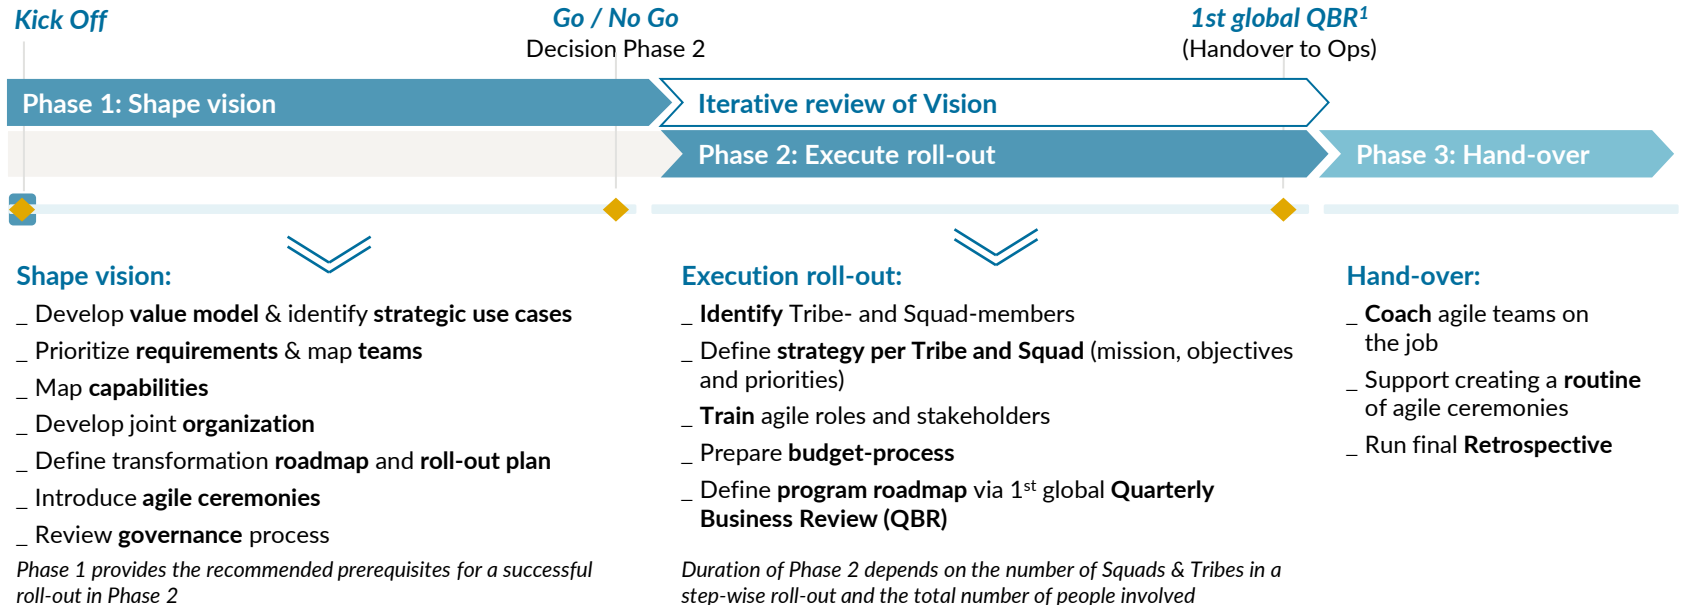 Kick Off
Go / No Go
Decision Phase 2
1st global QBR¹
(Handover to Ops)
Phase 1: Shape vision
Iterative review of Vision
Phase 2: Execute roll-out
Phase 3: Hand-over
Shape vision:
_ Develop value model & identify strategic use cases
_ Prioritize requirements & map teams
_ Map capabilities
_ Develop joint organization
_ Define transformation roadmap and roll-out plan
_ Introduce agile ceremonies
_ Review governance process
Phase 1 provides the recommended prerequisites for a successful
roll-out in Phase 2
Execution roll-out:
_ Identify Tribe- and Squad-members
_ Define strategy per Tribe and Squad (mission, objectives
and priorities)
_ Train agile roles and stakeholders
_ Prepare budget-process
_ Define program roadmap via 1st global Quarterly
Business Review (QBR)
Duration of Phase 2 depends on the number of Squads & Tribes in a
step-wise roll-out and the total number of people involved
Hand-over:
_ Coach agile teams on
the job
_ Support creating a routine
of agile ceremonies
_ Run final Retrospective